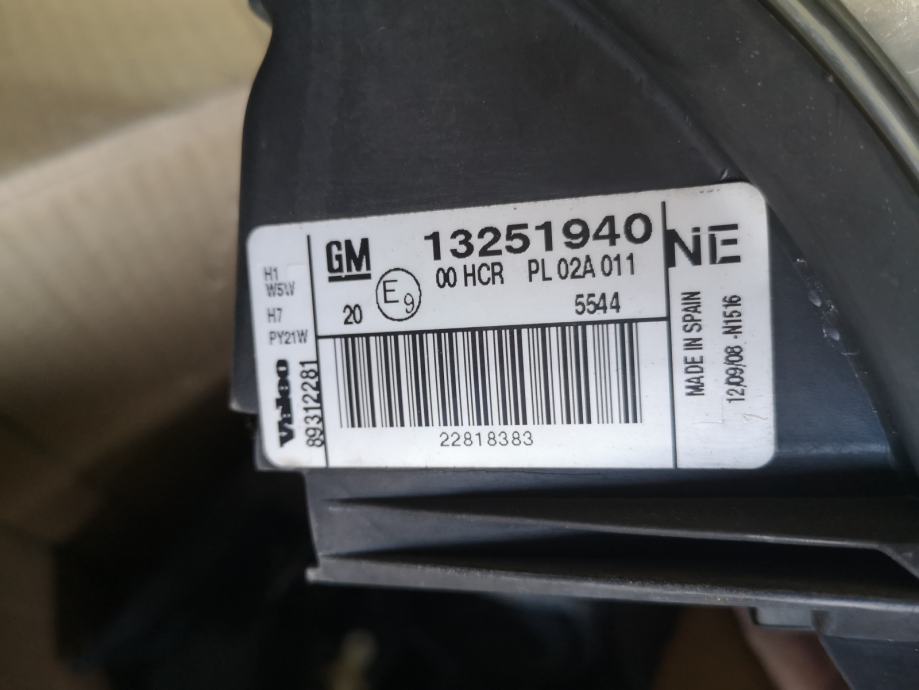 H1
W5W
H7
PY21W
Valeo
89312281
GM 13251940
00 HCR PL 02A 011
20 E9 5544
22818383
NE
MADE IN SPAIN
12/09/08 -N1516